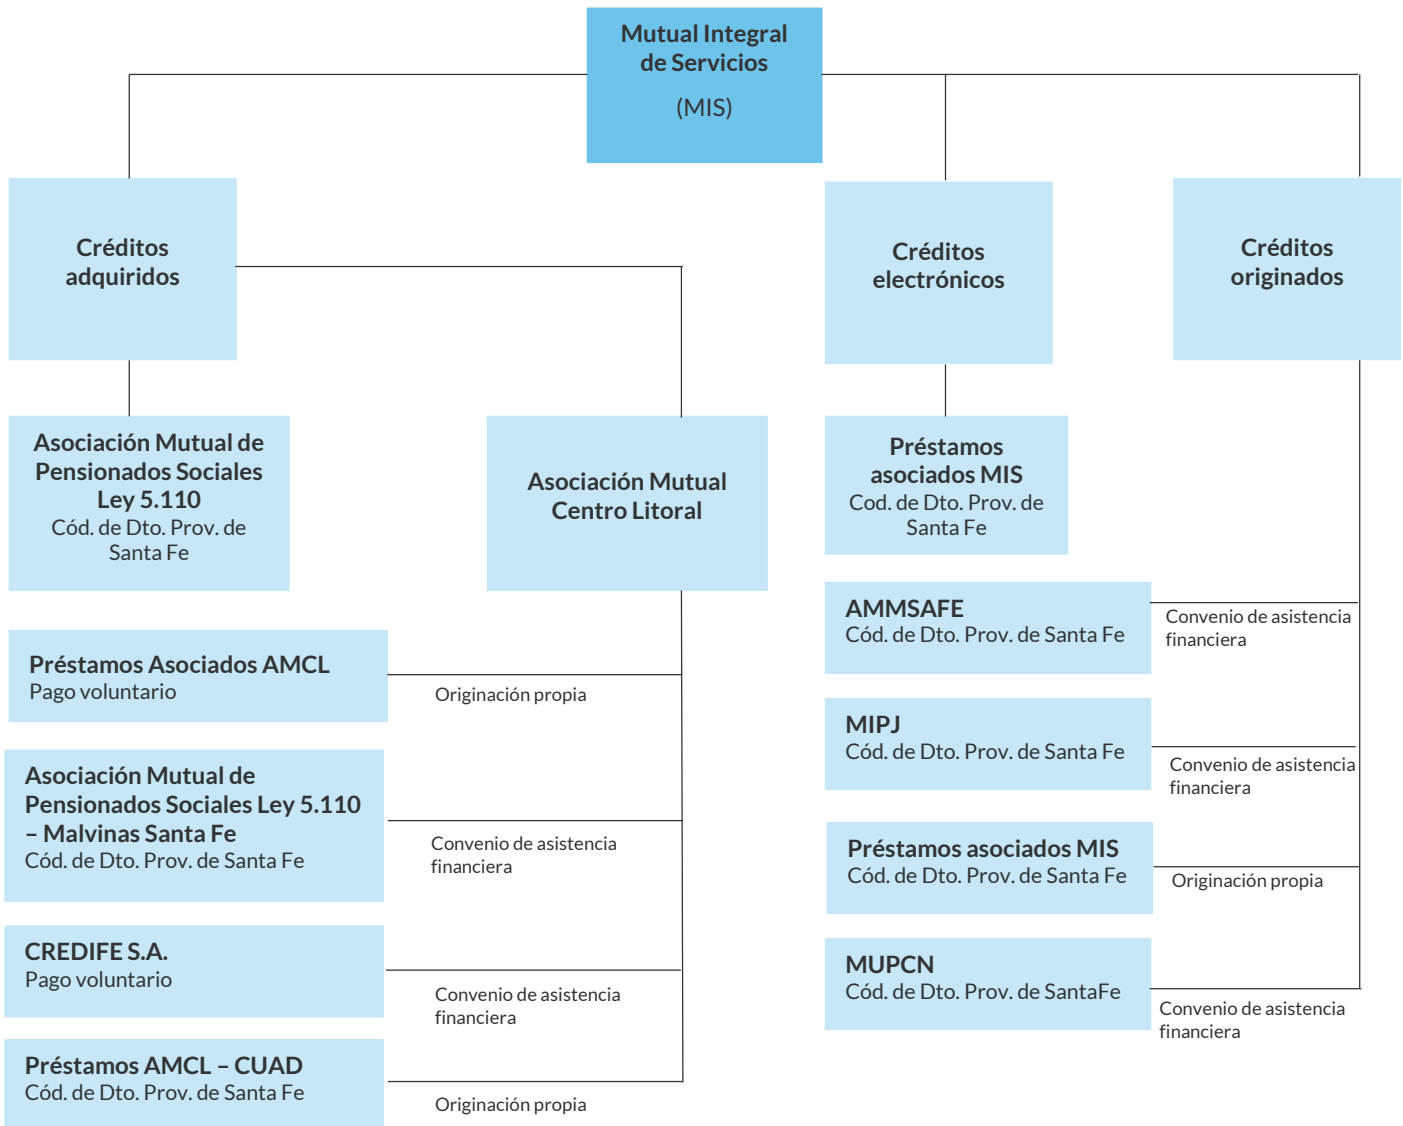 Mutual Integral
de Servicios
(MIS)
Créditos
adquiridos
Créditos
electrónicos
Créditos
originados
Asociación Mutual de
Pensionados Sociales
Ley 5.110
Cód. de Dto. Prov. de
Santa Fe
Asociación Mutual
Centro Litoral
Préstamos
asociados MIS
Cod. de Dto. Prov. de
Santa Fe
Préstamos Asociados AMCL
Pago voluntario
Originación propia
Asociación Mutual de
Pensionados Sociales Ley 5.110
– Malvinas Santa Fe
Cód. de Dto. Prov. de Santa Fe
Convenio de asistencia
financiera
CREDIFE S.A.
Pago voluntario
Convenio de asistencia
financiera
Préstamos AMCL – CUAD
Cód. de Dto. Prov. de Santa Fe
Originación propia
AMMSAFE
Cód. de Dto. Prov. de Santa Fe
Convenio de asistencia
financiera
MIPJ
Cód. de Dto. Prov. de Santa Fe
Convenio de asistencia
financiera
Préstamos asociados MIS
Cód. de Dto. Prov. de Santa Fe
Originación propia
MUPCN
Cód. de Dto. Prov. de SantaFe
Convenio de asistencia
financiera